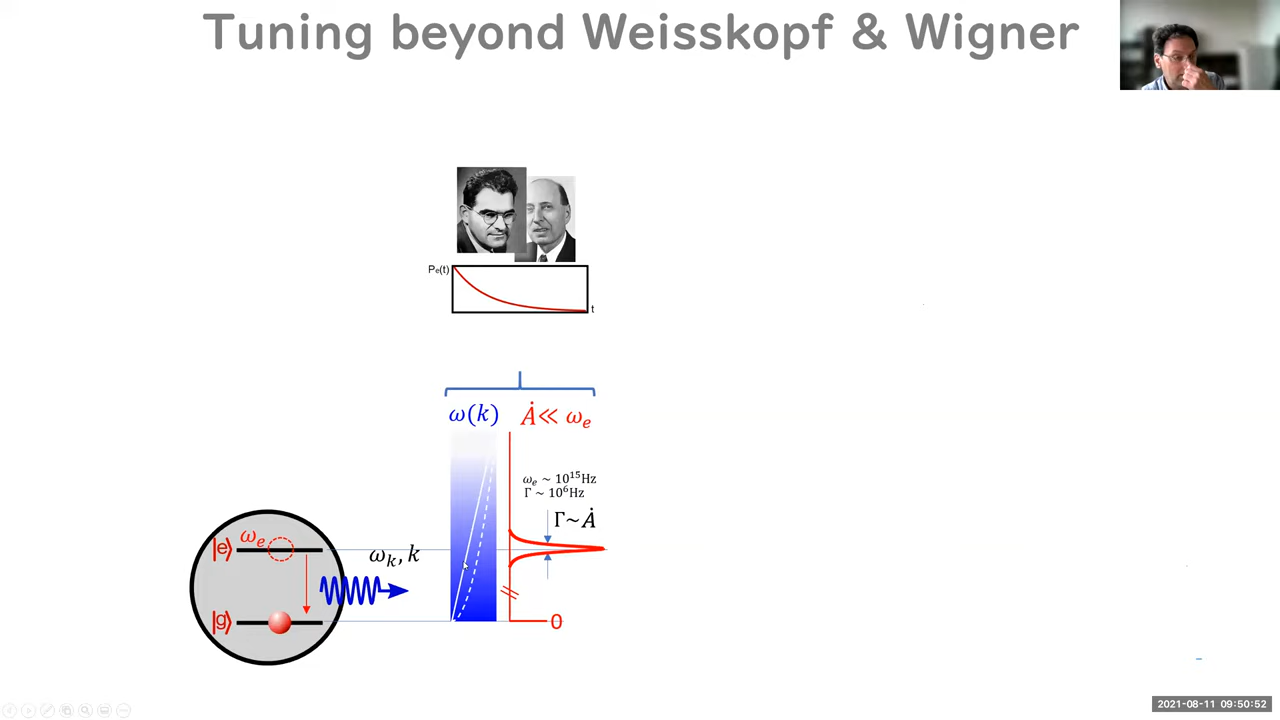 Tuning beyond Weisskopf & Wigner
Pe(t)
t
ω(k)
Ȧ ≪ ωₑ
ωₑ ~ 10¹⁵Hz
Γ ~ 10⁶Hz
Γ~Ȧ
|e⟩
ωₑ
ωₖ, k
|g⟩
0
2021-08-11 09:50:52